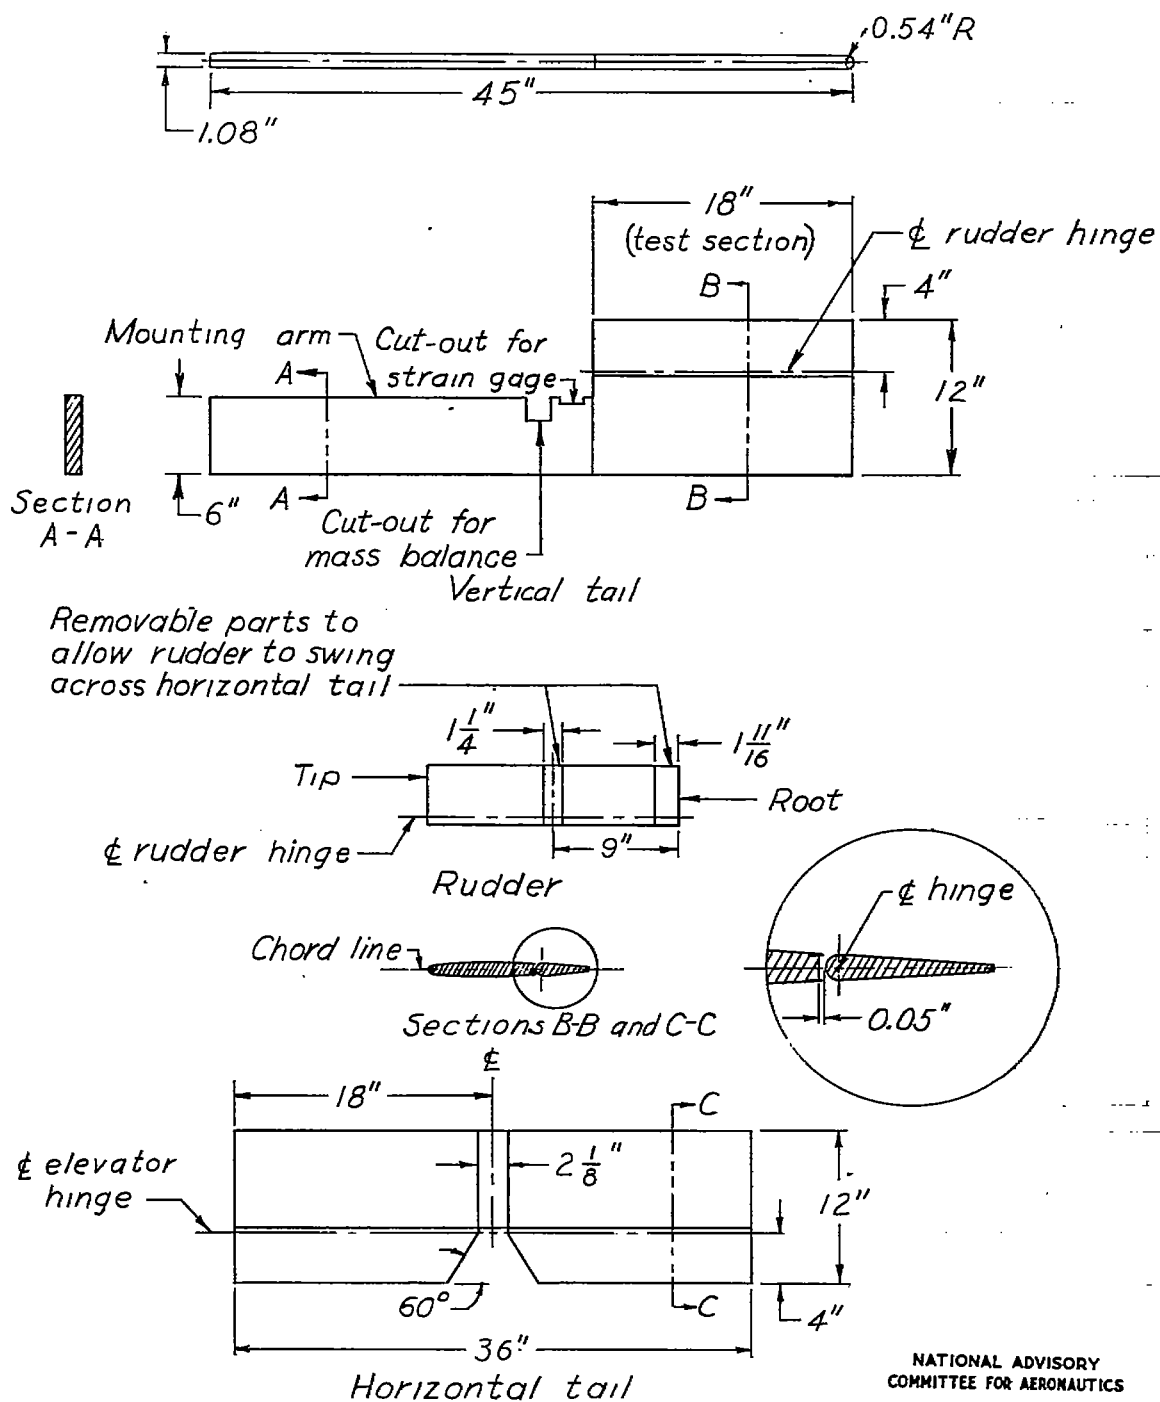 0.54"R
45"
1.08"
18"
(test section)
℄ rudder hinge
B
4"
Mounting arm
Cut-out for
strain gage
A
12"
Section
A-A
6"
A
B
Cut-out for
mass balance
Vertical tail
Removable parts to
allow rudder to swing
across horizontal tail
1 1/4"
1 11/16"
Tip
Root
℄ rudder hinge
9"
Rudder
℄ hinge
Chord line
0.05"
Sections B-B and C-C
℄
18"
C
℄ elevator
hinge
2 1/8"
12"
60°
C
4"
36"
Horizontal tail
NATIONAL ADVISORY
COMMITTEE FOR AERONAUTICS